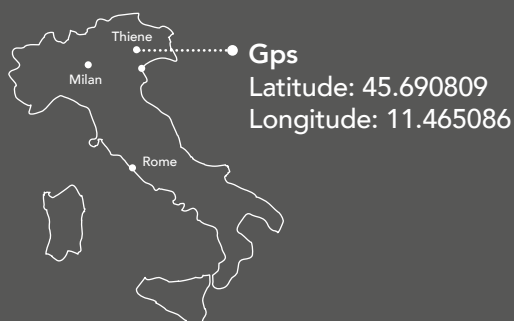 Thiene
Gps
Latitude: 45.690809
Milan
Longitude: 11.465086
Rome